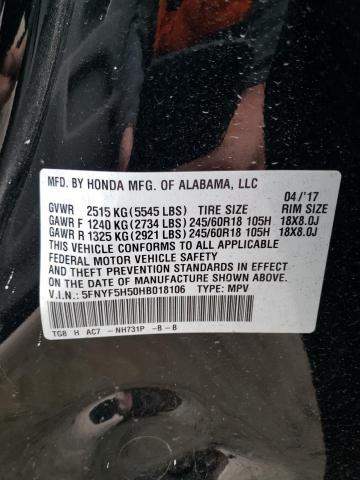 MFD. BY HONDA MFG. OF ALABAMA, LLC 04/'17
GVWR 2515 KG (5545 LBS) TIRE SIZE RIM SIZE
GAWR F 1240 KG (2734 LBS) 245/60R18 105H 18X8.0J
GAWR R 1325 KG (2921 LBS) 245/60R18 105H 18X8.0J
THIS VEHICLE CONFORMS TO ALL APPLICABLE
FEDERAL MOTOR VEHICLE SAFETY
AND THEFT PREVENTION STANDARDS IN EFFECT
ON THE DATE OF MANUFACTURE SHOWN ABOVE.
V.I.N.: 5FNYF5H50HB018106 TYPE: MPV
TG8 H AC7 -NH731P -B-B